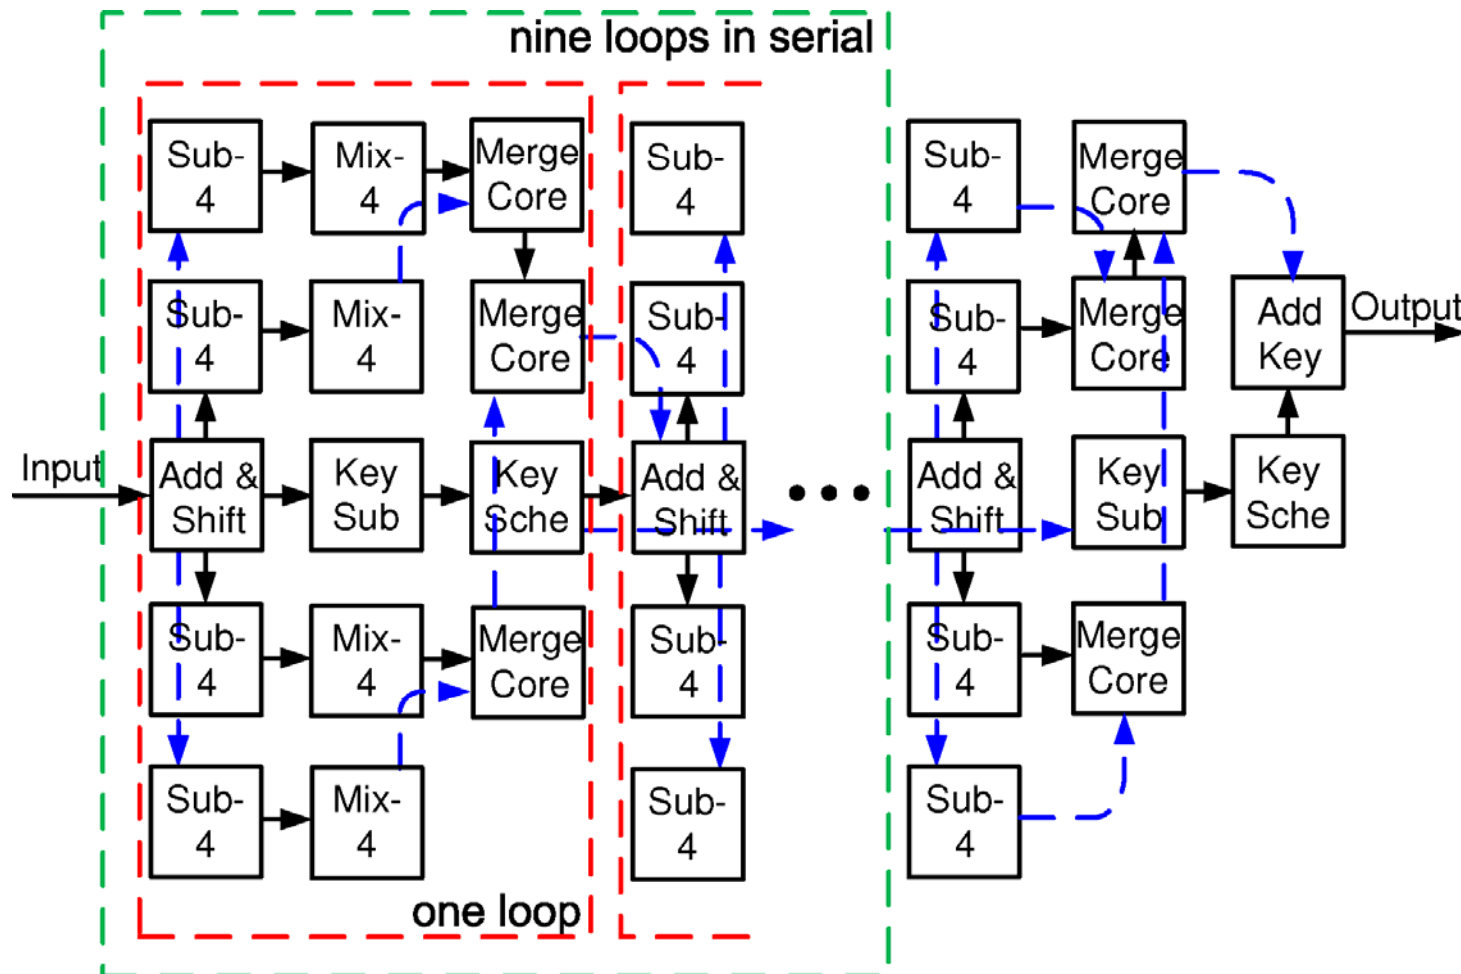 nine loops in serial
Sub-
4
Mix-
4
Merge
Core
Sub-
4
Sub-
4
Merge
Core
Sub-
4
Mix-
4
Merge
Core
Sub-
4
Sub-
4
Merge
Core
Add
Key
Output
Input
Add &
Shift
Key
Sub
Key
Sche
Add &
Shift
Add &
Shift
Key
Sub
Key
Sche
Sub-
4
Mix-
4
Merge
Core
Sub-
4
Sub-
4
Merge
Core
Sub-
4
Mix-
4
Sub-
4
Sub-
4
one loop